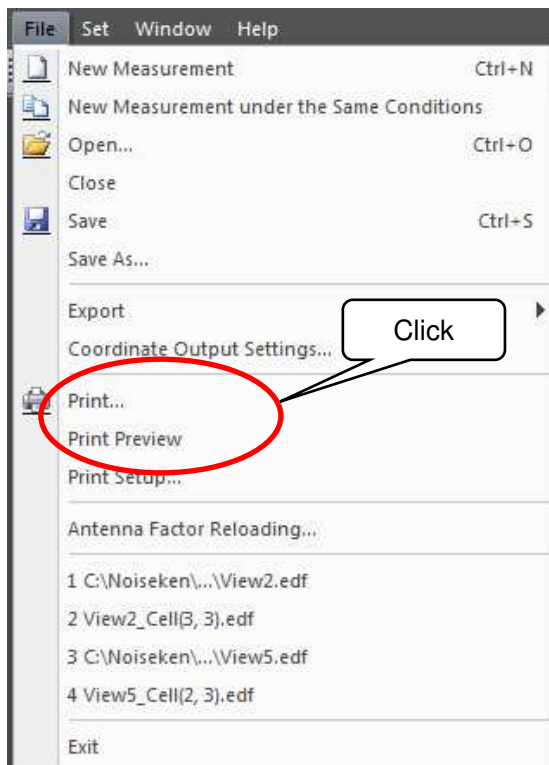 File Set Window Help
New Measurement Ctrl+N
New Measurement under the Same Conditions
Open... Ctrl+O
Close
Save Ctrl+S
Save As...
Export
Click
Coordinate Output Settings...
Print...
Print Preview
Print Setup...
Antenna Factor Reloading...
1 C:\Noiseken\...\View2.edf
2 View2_Cell(3, 3).edf
3 C:\Noiseken\...\View5.edf
4 View5_Cell(2, 3).edf
Exit